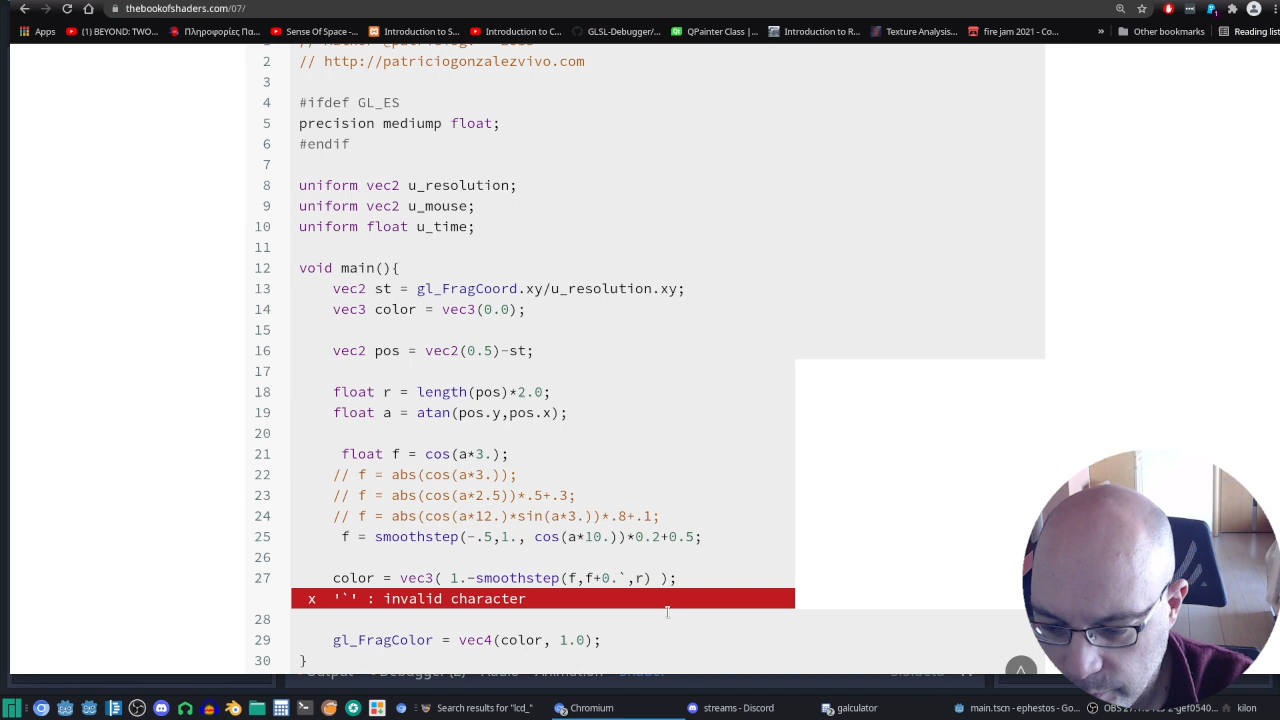 thebookofshaders.com/07/
Apps (1) BEYOND: TWO... Πληροφορίες Πα... Sense Of Space -... Introduction to S... Introduction to C... GLSL-Debugger/... QPainter Class |... Introduction to R... Texture Analysis... fire jam 2021 - Co... » Other bookmarks Reading list
2 // http://patriciogonzalezvivo.com
3
4 #ifdef GL_ES
5 precision mediump float;
6 #endif
7
8 uniform vec2 u_resolution;
9 uniform vec2 u_mouse;
10 uniform float u_time;
11
12 void main(){
13 vec2 st = gl_FragCoord.xy/u_resolution.xy;
14 vec3 color = vec3(0.0);
15
16 vec2 pos = vec2(0.5)-st;
17
18 float r = length(pos)*2.0;
19 float a = atan(pos.y,pos.x);
20
21 float f = cos(a*3.);
22 // f = abs(cos(a*3.));
23 // f = abs(cos(a*2.5))*.5+.3;
24 // f = abs(cos(a*12.)*sin(a*3.))*.8+.1;
25 f = smoothstep(-.5,1., cos(a*10.))*0.2+0.5;
26
27 color = vec3( 1.-smoothstep(f,f+0.`,r) );
x '`' : invalid character
28
29 gl_FragColor = vec4(color, 1.0);
30 }
Search results for "lcd_" Chromium streams - Discord galculator main.tscn - ephestos - G OBS 27.1.3 kilon